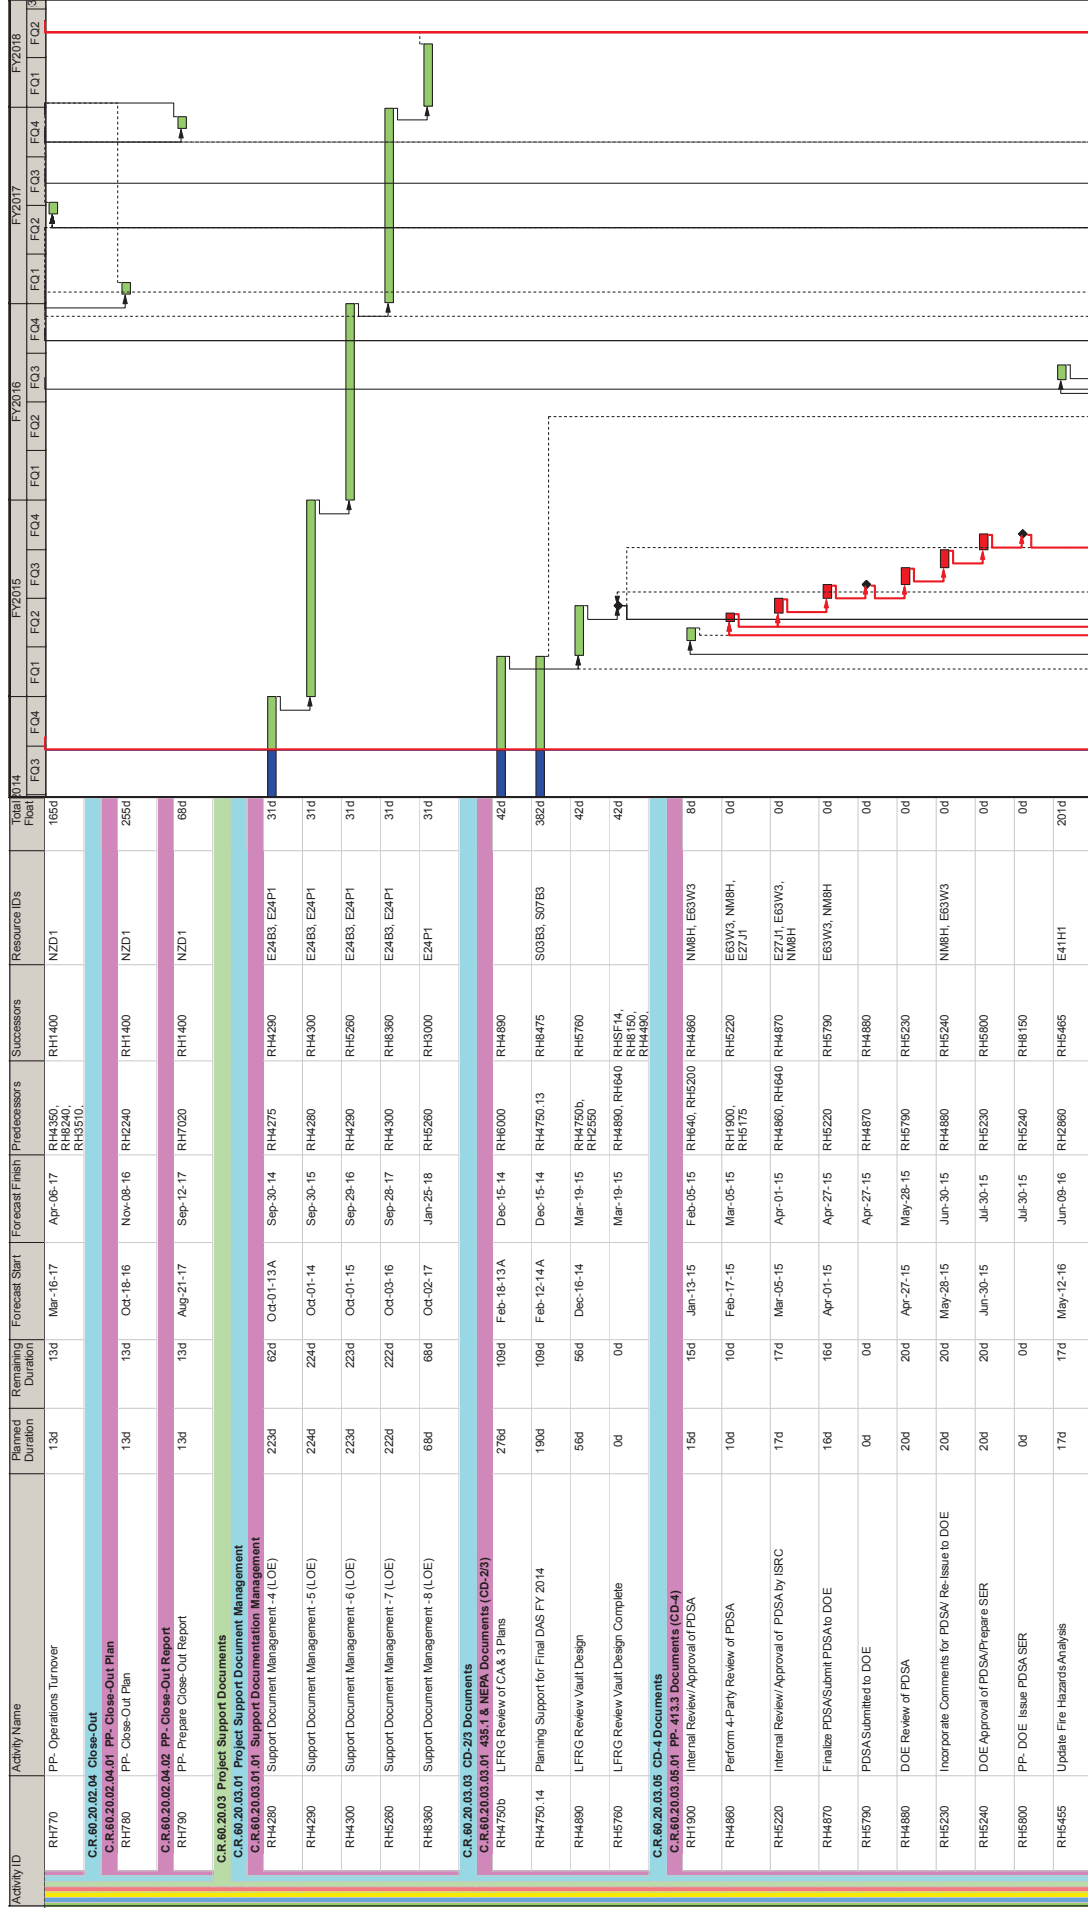 Activity ID Activity Name Planned Duration Remaining Duration Forecast Start Forecast Finish Predecessors Successors Resource IDs Total Float 2014 FY2015 FY2016 FY2017 FY2018
FQ3 FQ4 FQ1 FQ2 FQ3 FQ4 FQ1 FQ2 FQ3 FQ4 FQ1 FQ2 FQ3 FQ4 FQ1 FQ2
RH770 PP- Operations Turnover 13d 13d Mar-16-17 Apr-06-17 RH4350, RH8240, RH3510, RH1400 NZD1 165d
C.R.60.20.02.04 Close-Out
C.R.60.20.02.04.01 PP- Close-Out Plan
RH780 PP- Close-Out Plan 13d 13d Oct-18-16 Nov-08-16 RH2240 RH1400 NZD1 255d
C.R.60.20.02.04.02 PP- Close-Out Report
RH790 PP- Prepare Close-Out Report 13d 13d Aug-21-17 Sep-12-17 RH7020 RH1400 NZD1 68d
C.R.60.20.03 Project Support Documents
C.R.60.20.03.01 Project Support Document Management
C.R.60.20.03.01.01 Support Documentation Management
RH4280 Support Document Management -4 (LOE) 223d 62d Oct-01-13 A Sep-30-14 RH4275 RH4290 E24B3, E24P1 31d
RH4290 Support Document Management -5 (LOE) 224d 224d Oct-01-14 Sep-30-15 RH4280 RH4300 E24B3, E24P1 31d
RH4300 Support Document Management -6 (LOE) 223d 223d Oct-01-15 Sep-29-16 RH4290 RH5260 E24B3, E24P1 31d
RH5260 Support Document Management -7 (LOE) 222d 222d Oct-03-16 Sep-28-17 RH4300 RH8360 E24B3, E24P1 31d
RH8360 Support Document Management -8 (LOE) 68d 68d Oct-02-17 Jan-25-18 RH5260 RH3000 E24P1 31d
C.R.60.20.03.03 CD-2/3 Documents
C.R.60.20.03.03.01 435.1 & NEPA Documents (CD-2/3)
RH4750b LFRG Review of CA & 3 Plans 276d 109d Feb-18-13 A Dec-15-14 RH6000 RH4890 42d
RH4750.14 Planning Support for Final DAS FY 2014 190d 109d Feb-12-14 A Dec-15-14 RH4750.13 RH8475 S03B3, S07B3 382d
RH4890 LFRG Review Vault Design 56d 56d Dec-16-14 Mar-19-15 RH4750b, RH2550 RH5760 42d
RH5760 LFRG Review Vault Design Complete 0d 0d Mar-19-15 RH4890, RH640 RHSF14, RH8150, RH4490, 42d
C.R.60.20.03.05 CD-4 Documents
C.R.60.20.03.05.01 PP- 413.3 Documents (CD-4)
RH1900 Internal Review/ Approval of PDSA 15d 15d Jan-13-15 Feb-05-15 RH640, RH5200 RH4860 NM8H, E63W3 8d
RH4860 Perform 4-Party Review of PDSA 10d 10d Feb-17-15 Mar-05-15 RH1900, RH5175 RH5220 E63W3, NM8H, E27J1 0d
RH5220 Internal Review/ Approval of PDSA by ISRC 17d 17d Mar-05-15 Apr-01-15 RH4860, RH640 RH4870 E27J1, E63W3, NM8H 0d
RH4870 Finalize PDSA/Submit PDSA to DOE 16d 16d Apr-01-15 Apr-27-15 RH5220 RH5790 E63W3, NM8H 0d
RH5790 PDSA Submitted to DOE 0d 0d Apr-27-15 RH4870 RH4880 0d
RH4880 DOE Review of PDSA 20d 20d Apr-27-15 May-28-15 RH5790 RH5230 0d
RH5230 Incorporate Comments for PDSA/ Re-Issue to DOE 20d 20d May-28-15 Jun-30-15 RH4880 RH5240 NM8H, E63W3 0d
RH5240 DOE Approval of PDSA/Prepare SER 20d 20d Jun-30-15 Jul-30-15 RH5230 RH5800 0d
RH5800 PP- DOE Issue PDSA SER 0d 0d Jul-30-15 RH5240 RH8150 0d
RH5455 Update Fire Hazards Analysis 17d 17d May-12-16 Jun-09-16 RH2860 RH5465 E41H1 201d